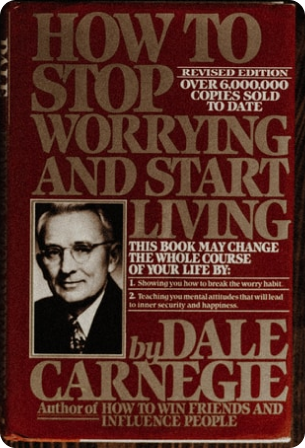 HOW TO
STOP
REVISED EDITION
OVER 6,000,000
COPIES SOLD
TO DATE
WORRYING
AND START
LIVING
THIS BOOK MAY CHANGE
THE WHOLE COURSE
OF YOUR LIFE BY:
1. Showing you how to break the worry habit.
2. Teaching you mental attitudes that will lead
to inner security and happiness.
by DALE
CARNEGIE
Author of HOW TO WIN FRIENDS AND
INFLUENCE PEOPLE